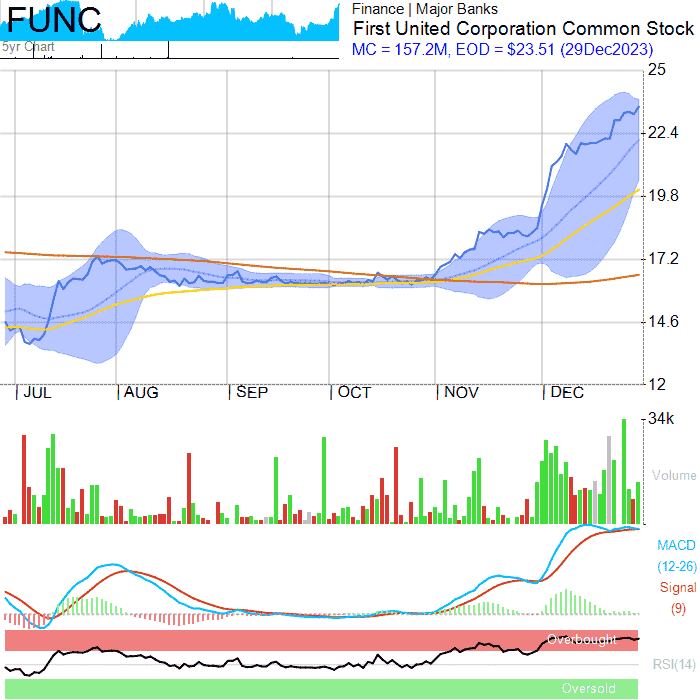 FUNC
5yr Chart
Finance | Major Banks
First United Corporation Common Stock
MC = 157.2M, EOD = $23.51 (29Dec2023)
25
22.4
19.8
17.2
14.6
12
JUL AUG SEP OCT NOV DEC
34k
Volume
MACD
(12-26)
Signal
(9)
Overbought
RSI(14)
Oversold